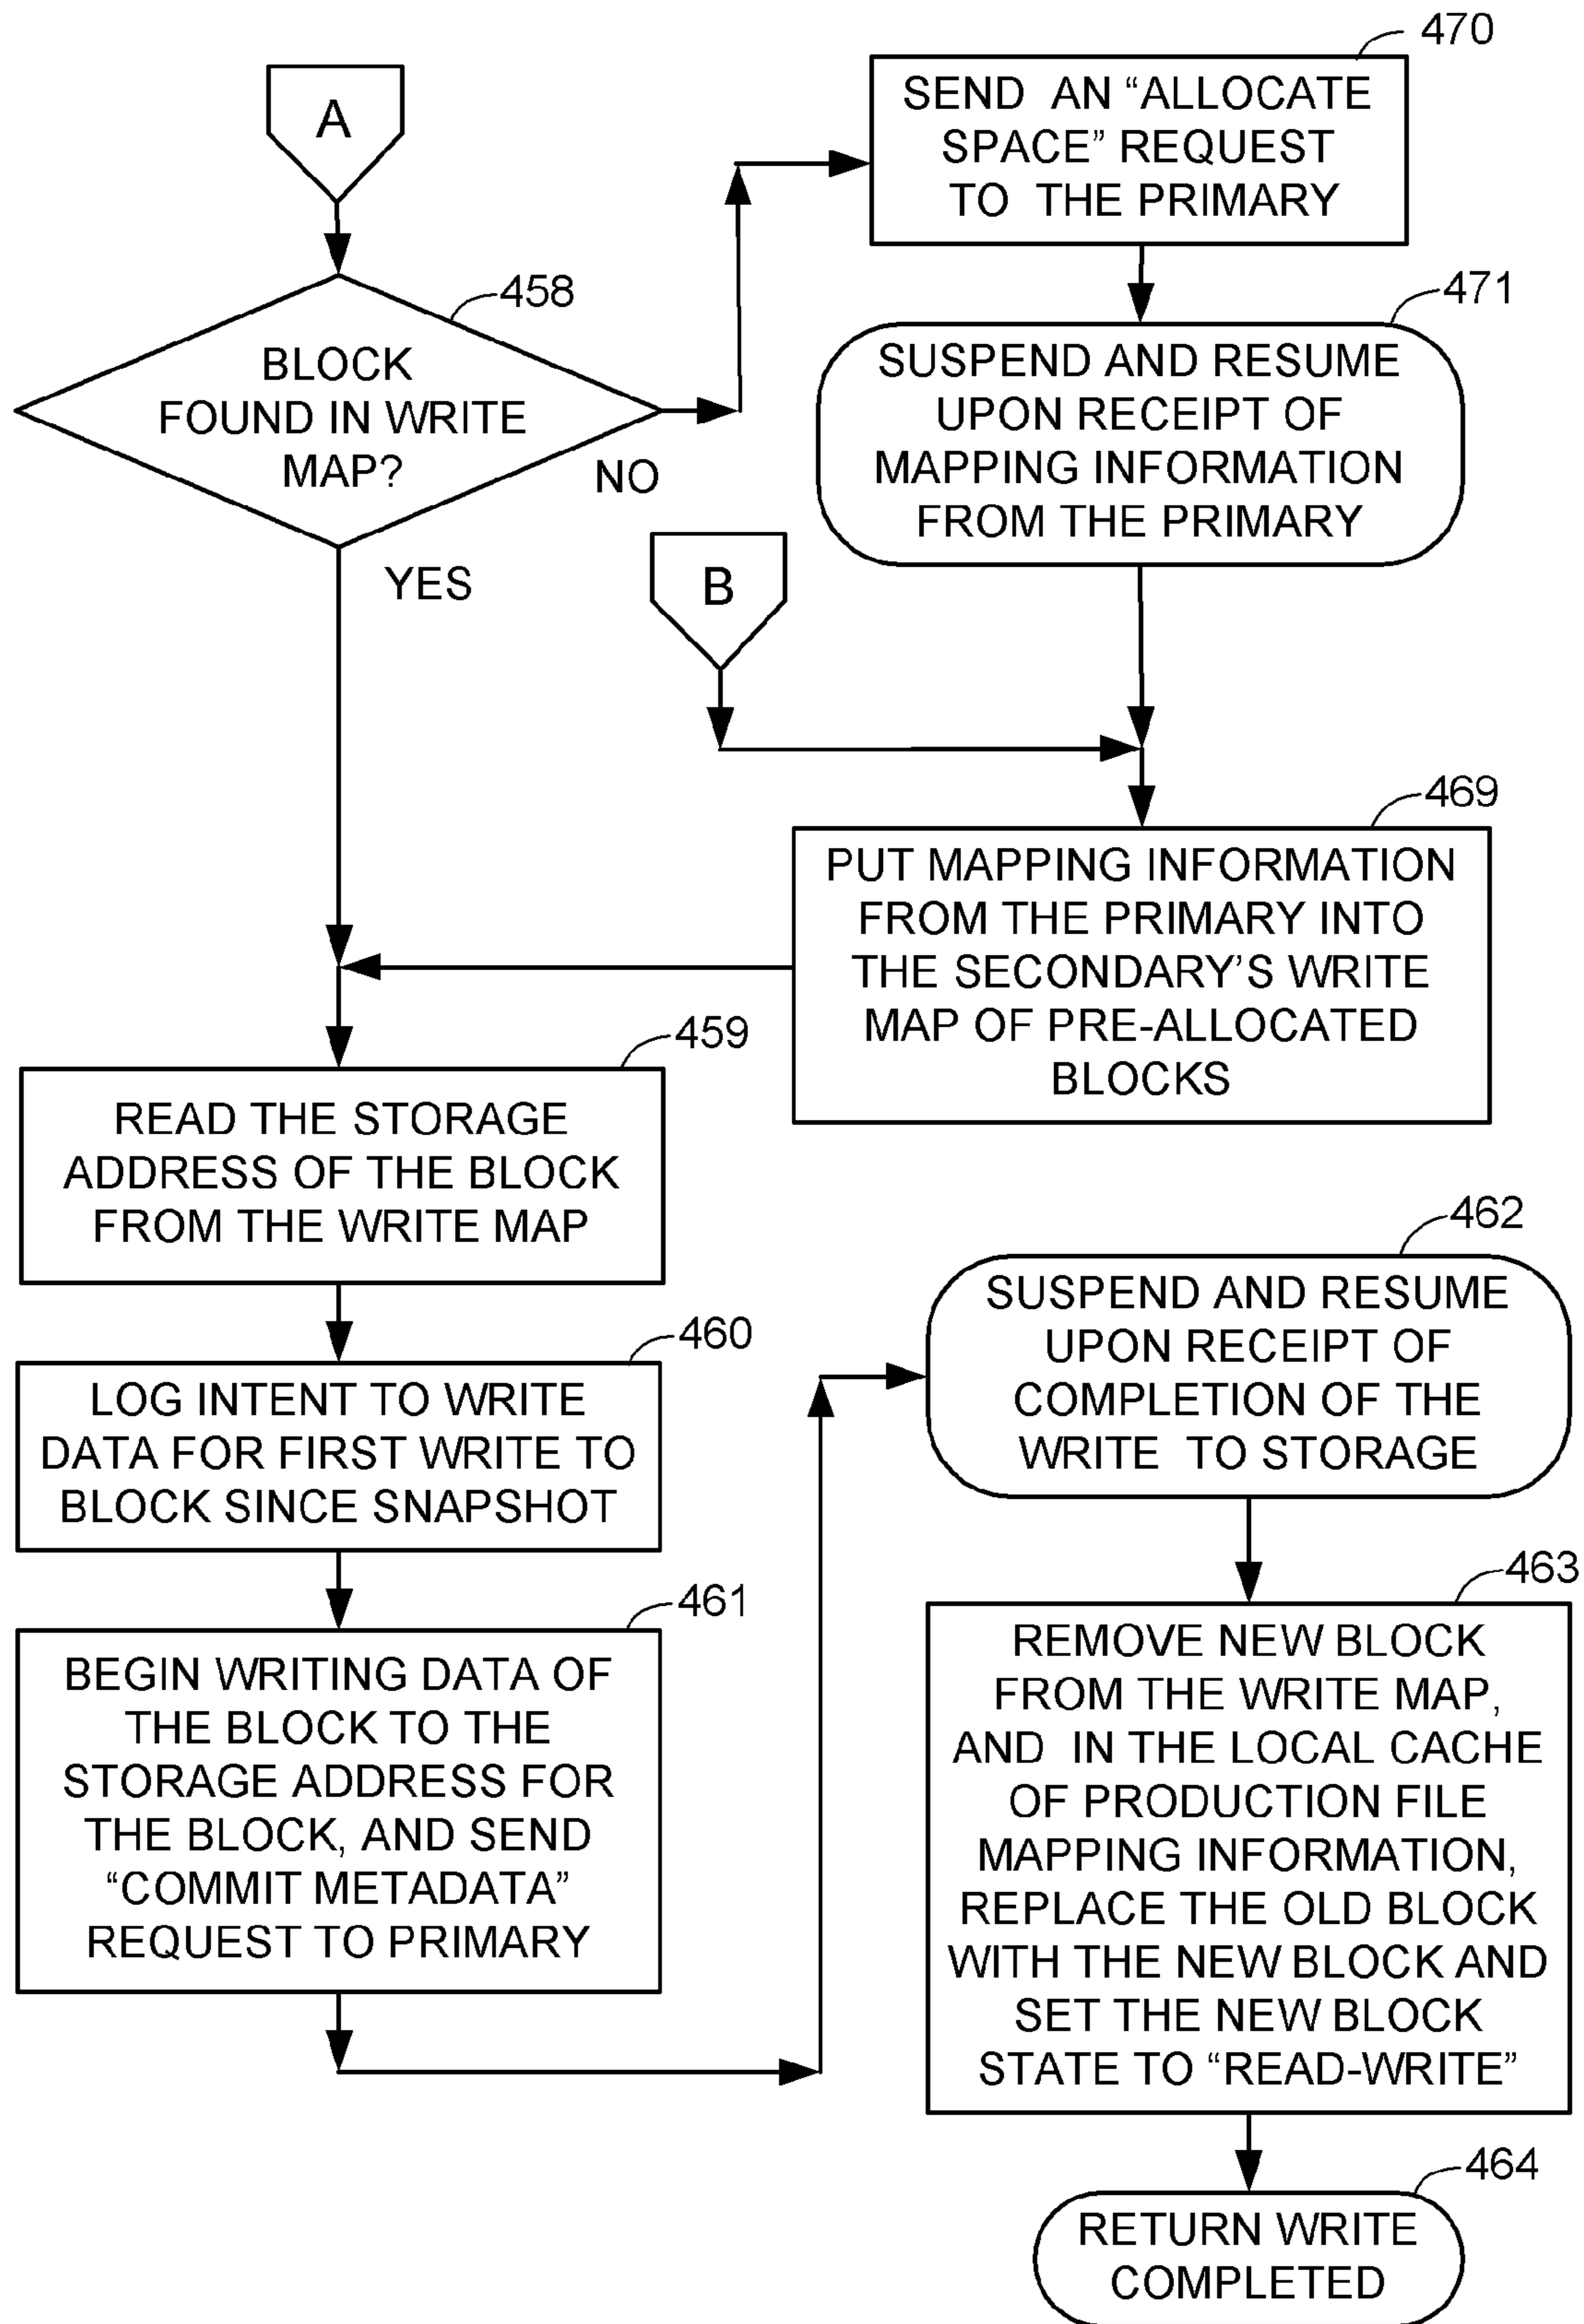 A
458
BLOCK
FOUND IN WRITE
MAP?
NO
YES
470
SEND AN “ALLOCATE
SPACE” REQUEST
TO THE PRIMARY
471
SUSPEND AND RESUME
UPON RECEIPT OF
MAPPING INFORMATION
FROM THE PRIMARY
B
469
PUT MAPPING INFORMATION
FROM THE PRIMARY INTO
THE SECONDARY’S WRITE
MAP OF PRE-ALLOCATED
BLOCKS
459
READ THE STORAGE
ADDRESS OF THE BLOCK
FROM THE WRITE MAP
460
LOG INTENT TO WRITE
DATA FOR FIRST WRITE TO
BLOCK SINCE SNAPSHOT
461
BEGIN WRITING DATA OF
THE BLOCK TO THE
STORAGE ADDRESS FOR
THE BLOCK, AND SEND
“COMMIT METADATA”
REQUEST TO PRIMARY
462
SUSPEND AND RESUME
UPON RECEIPT OF
COMPLETION OF THE
WRITE TO STORAGE
463
REMOVE NEW BLOCK
FROM THE WRITE MAP,
AND IN THE LOCAL CACHE
OF PRODUCTION FILE
MAPPING INFORMATION,
REPLACE THE OLD BLOCK
WITH THE NEW BLOCK AND
SET THE NEW BLOCK
STATE TO “READ-WRITE”
464
RETURN WRITE
COMPLETED